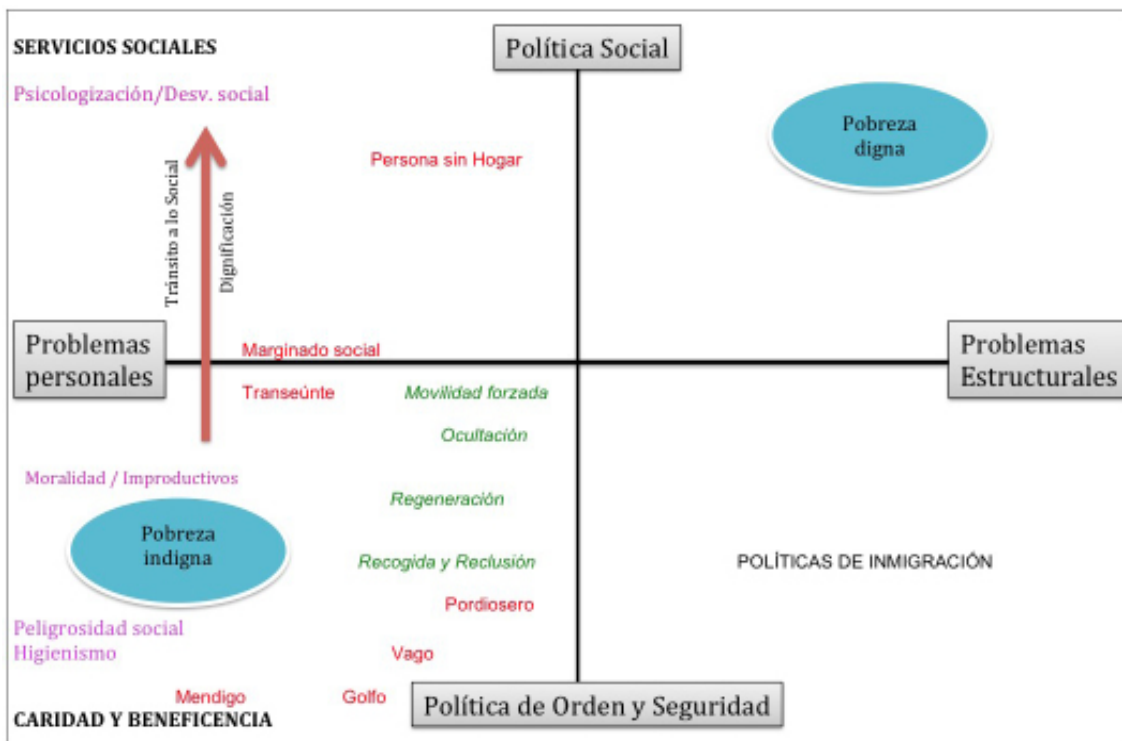 SERVICIOS SOCIALES
Política Social
Psicologización/Desv. social
Pobreza
digna
Persona sin Hogar
Tránsito a lo Social
Dignificación
Problemas
personales
Marginado social
Problemas
Estructurales
Transeúnte
Movilidad forzada
Ocultación
Moralidad / Improductivos
Regeneración
Pobreza
indigna
Recogida y Reclusión
POLÍTICAS DE INMIGRACIÓN
Pordiosero
Peligrosidad social
Higienismo
Vago
Mendigo
Golfo
Política de Orden y Seguridad
CARIDAD Y BENEFICENCIA